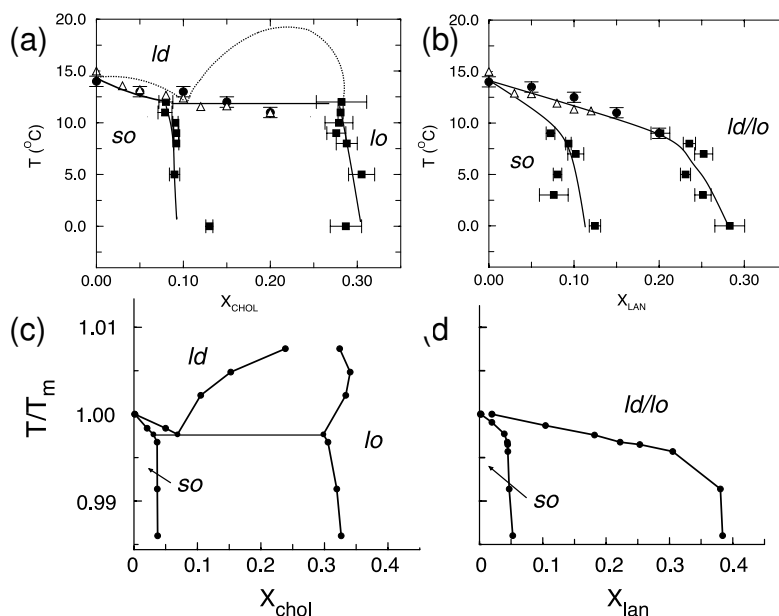 (a)
20.0
15.0
10.0
5.0
0.0
T (°C)
ld
so
lo
0.00 0.10 0.20 0.30
XCHOL
(b)
20.0
15.0
10.0
5.0
0.0
T (°C)
so
ld/lo
0.00 0.10 0.20 0.30
XLAN
(c)
1.01
1.00
0.99
T/Tm
ld
so
lo
0 0.1 0.2 0.3 0.4
Xchol
(d
ld/lo
so
0 0.1 0.2 0.3 0.4
Xlan